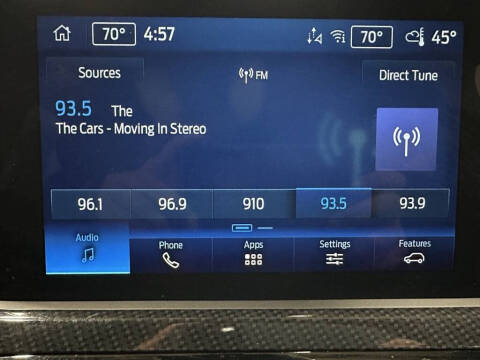 70° 4:57 70° 45°
Sources FM Direct Tune
93.5 The
The Cars - Moving In Stereo
96.1 96.9 910 93.5 93.9
Audio Phone Apps Settings Features